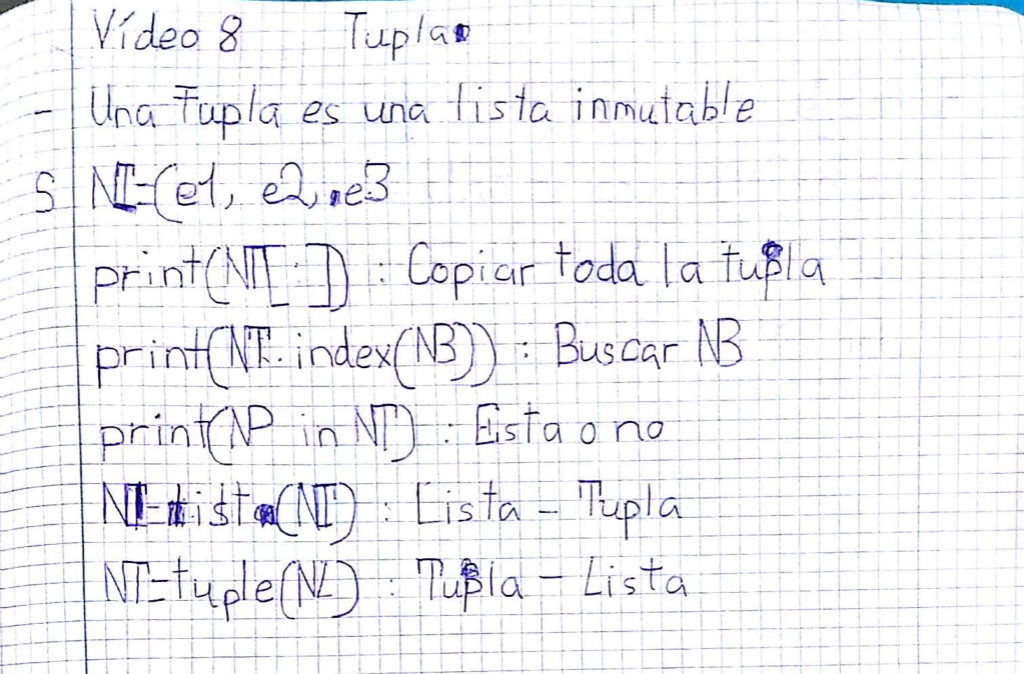 Vídeo 8 Tupla
- Una Tupla es una lista inmutable
S NT=(e1, e2, e3
print(NT[:]) : Copiar toda la tupla
print(NT.index(NB)) : Buscar NB
print(NP in NT) : Esta o no
(NT) : Lista - Tupla
NT=tuple(NL) : Tupla - Lista